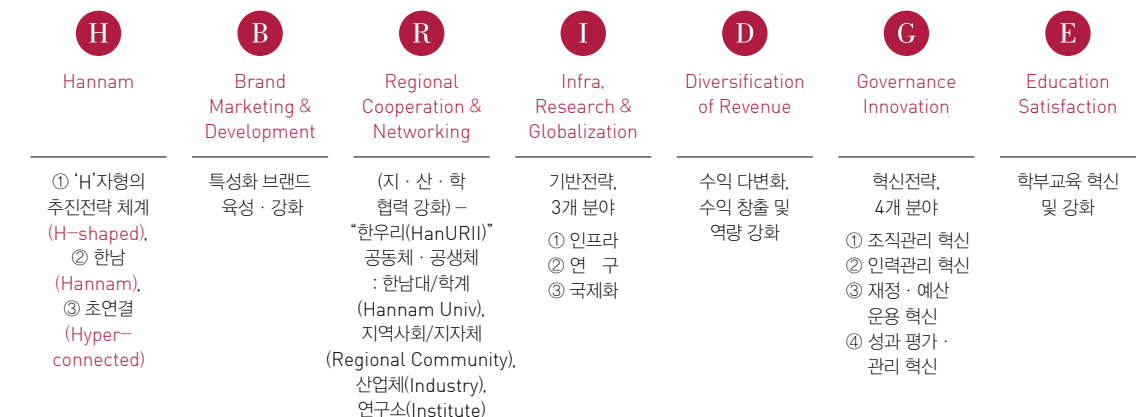 H
Hannam
① ‘H’자형의
추진전략 체계
(H–shaped),
② 한남
(Hannam),
③ 초연결
(Hyper–
connected)
B
Brand
Marketing &
Development
특성화 브랜드
육성 · 강화
R
Regional
Cooperation &
Networking
(지 · 산 · 학
협력 강화) –
“한우리(HanURII)”
공동체 · 공생체
: 한남대/학계
(Hannam Univ),
지역사회/지자체
(Regional Community),
산업체(Industry),
연구소(Institute)
I
Infra,
Research &
Globalization
기반전략,
3개 분야
① 인프라
② 연 구
③ 국제화
D
Diversification
of Revenue
수익 다변화,
수익 창출 및
역량 강화
G
Governance
Innovation
혁신전략,
4개 분야
① 조직관리 혁신
② 인력관리 혁신
③ 재정 · 예산
운용 혁신
④ 성과 평가 ·
관리 혁신
E
Education
Satisfaction
학부교육 혁신
및 강화